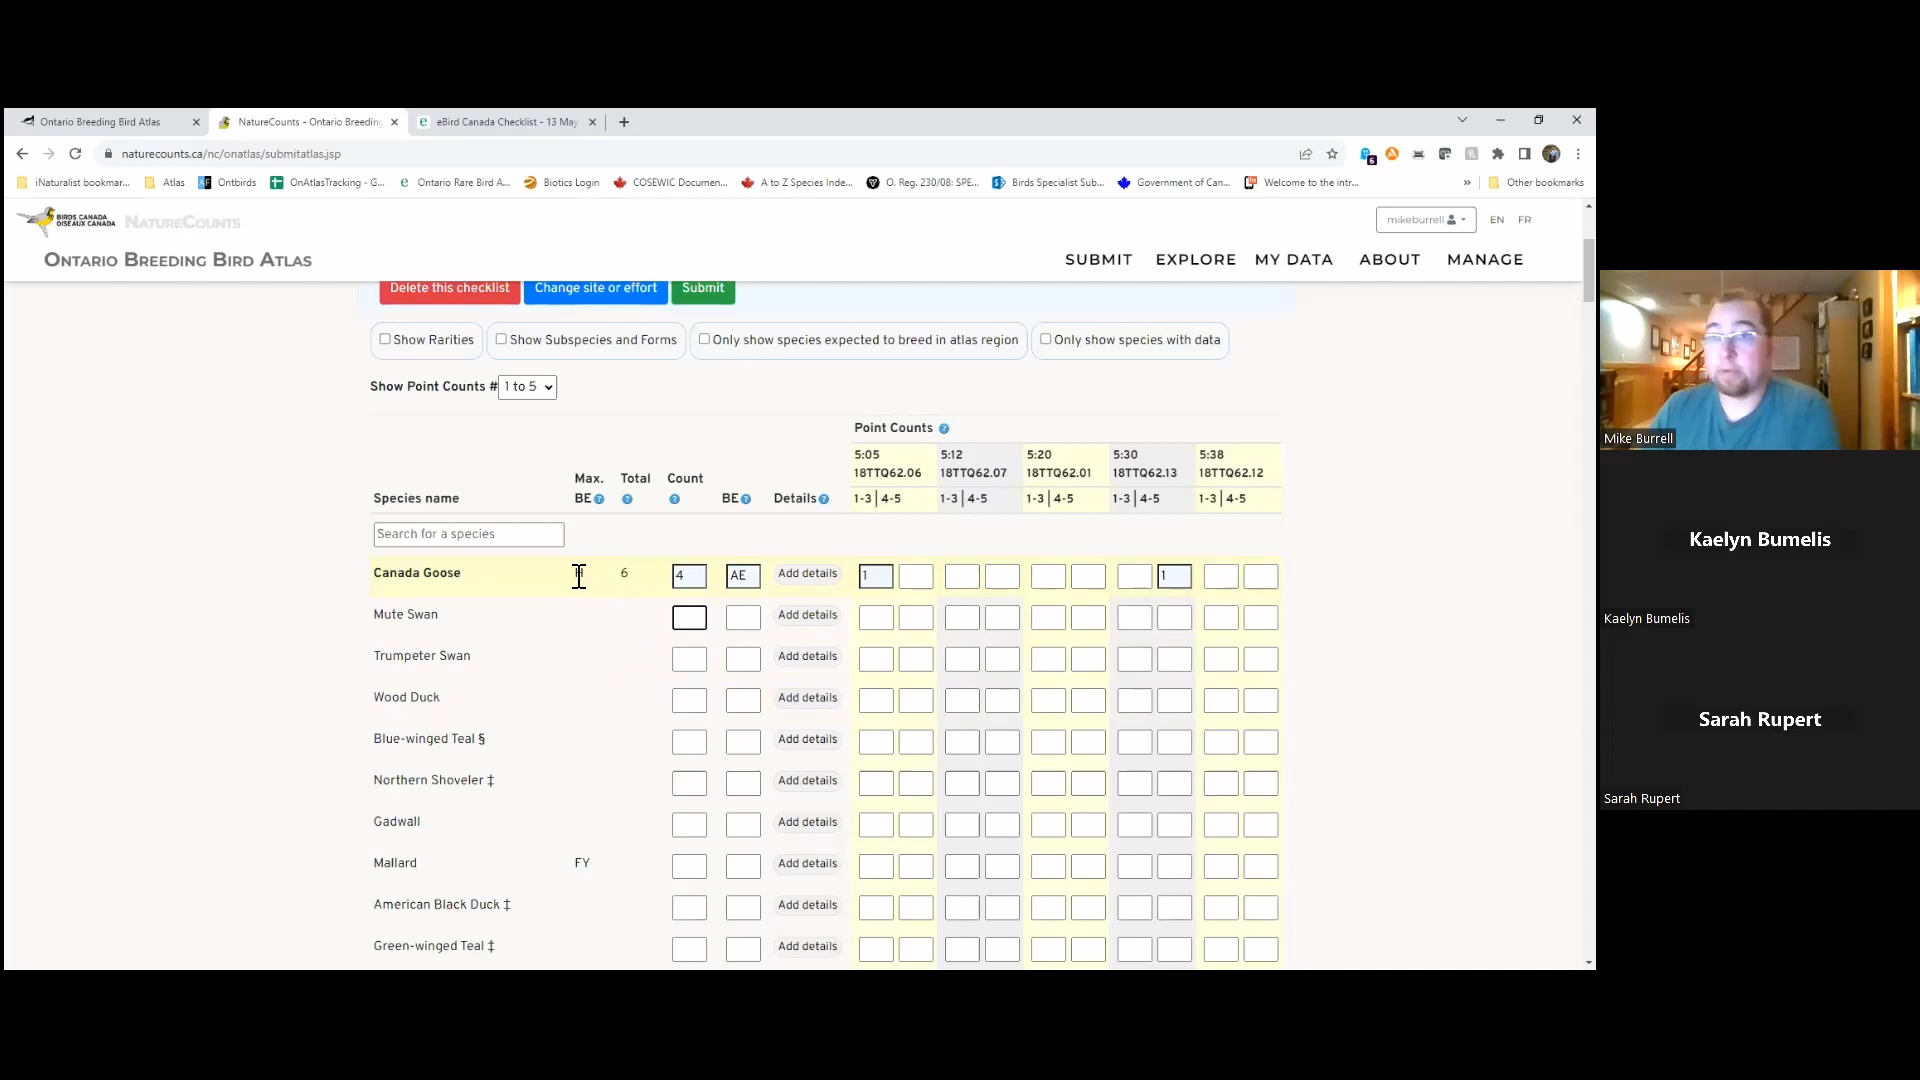 Ontario Breeding Bird Atlas
NatureCounts - Ontario Breeding
eBird Canada Checklist - 13 May
naturecounts.ca/nc/onatlas/submitatlas.jsp
6
iNaturalist bookmar...
Atlas
Ontbirds
OnAtlasTracking - G...
Ontario Rare Bird A...
Biotics Login
COSEWIC Documen...
A to Z Species Inde...
O. Reg. 230/08: SPE...
Birds Specialist Sub...
Government of Can...
Welcome to the intr...
»
Other bookmarks
BIRDS CANADA
OISEAUX CANADA
NATURECOUNTS
mikeburrell
EN FR
ONTARIO BREEDING BIRD ATLAS
SUBMIT EXPLORE MY DATA ABOUT MANAGE
Delete this checklist
Change site or effort
Submit
Show Rarities
Show Subspecies and Forms
Only show species expected to breed in atlas region
Only show species with data
Show Point Counts # 1 to 5
Point Counts ?
5:05 5:12 5:20 5:30 5:38
18TTQ62.06 18TTQ62.07 18TTQ62.01 18TTQ62.13 18TTQ62.12
Max. Total Count
Species name BE ? ? ? BE ? Details ? 1-3 | 4-5 1-3 | 4-5 1-3 | 4-5 1-3 | 4-5 1-3 | 4-5
Search for a species
Canada Goose H 6 4 AE Add details 1 1
Mute Swan Add details
Trumpeter Swan Add details
Wood Duck Add details
Blue-winged Teal § Add details
Northern Shoveler ‡ Add details
Gadwall Add details
Mallard FY Add details
American Black Duck ‡ Add details
Green-winged Teal ‡ Add details
Mike Burrell
Kaelyn Bumelis
Kaelyn Bumelis
Sarah Rupert
Sarah Rupert